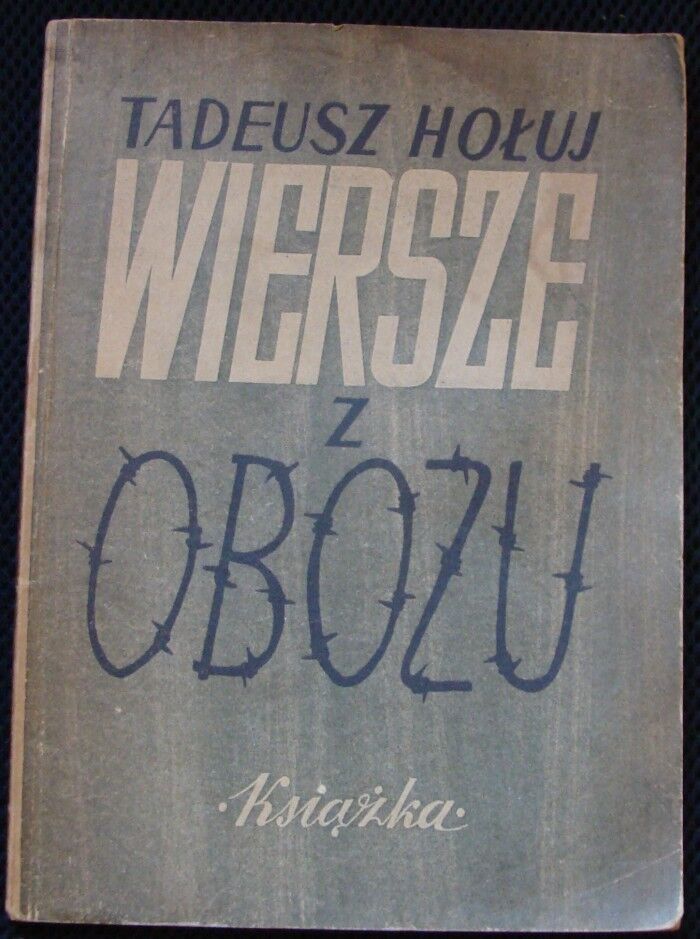 TADEUSZ HOŁUJ
WIERSZE
Z
OBOZU
·Książka·